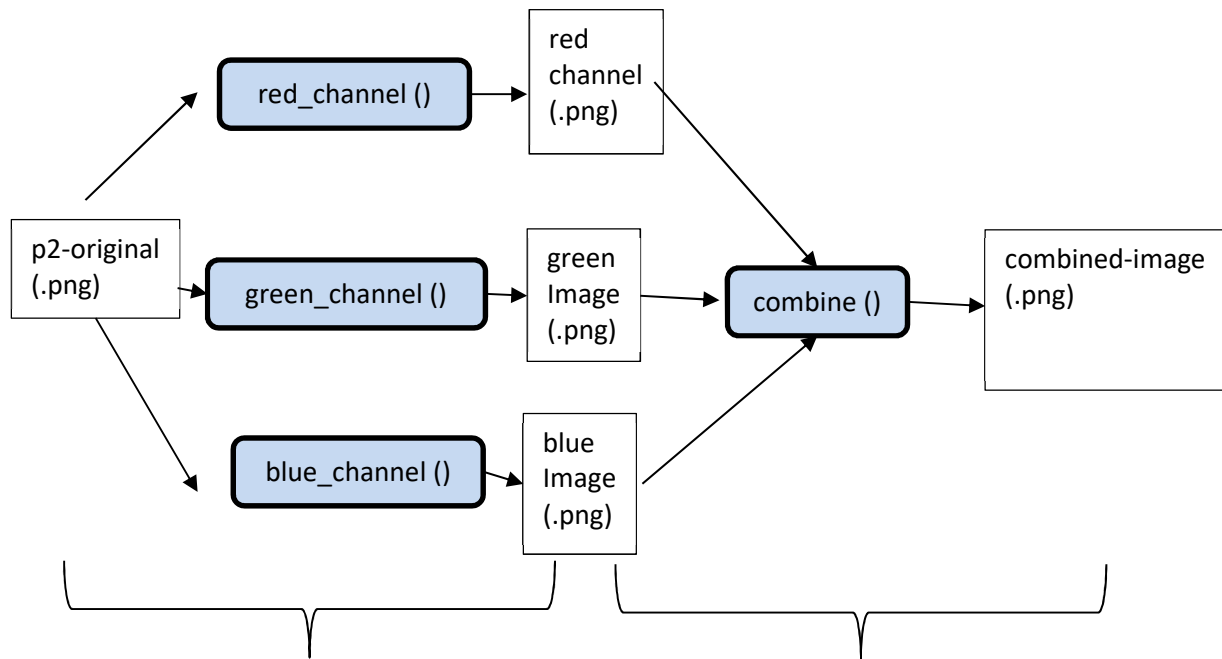 red_channel ()
red
channel
(.png)
p2-original
(.png)
green_channel ()
green
Image
(.png)
combine ()
combined-image
(.png)
blue_channel ()
blue
Image
(.png)